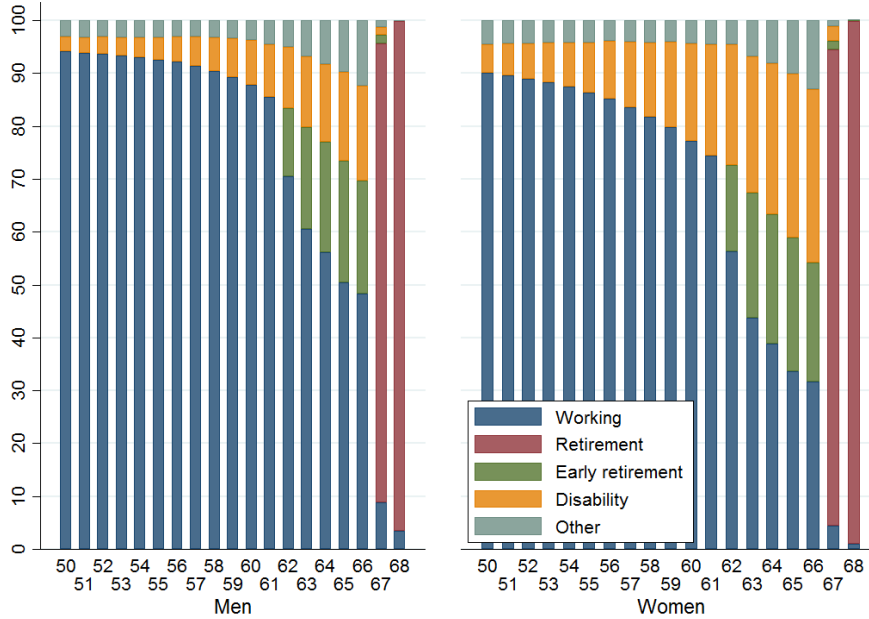 100
90
80
70
60
50
40
30
20
10
0
50 52 54 56 58 60 62 64 66 68
51 53 55 57 59 61 63 65 67
Men
50 52 54 56 58 60 62 64 66 68
51 53 55 57 59 61 63 65 67
Women
Working
Retirement
Early retirement
Disability
Other